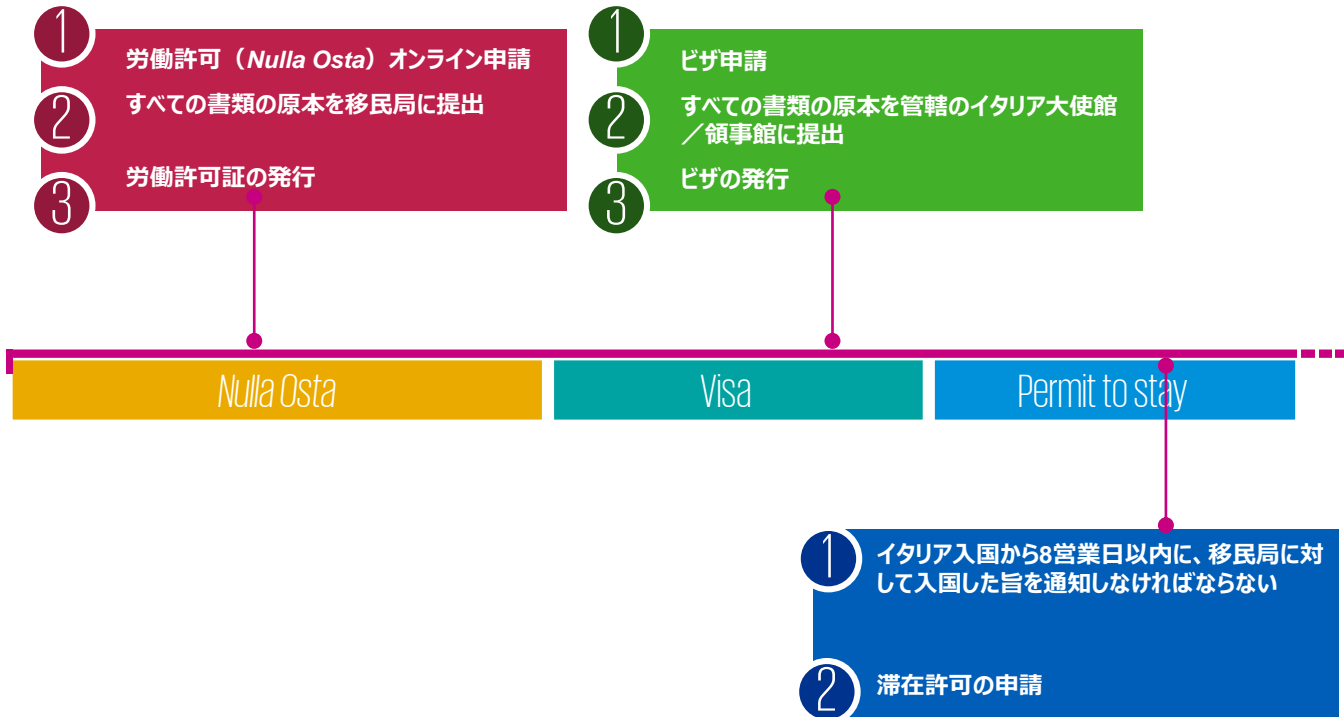 1
労働許可（Nulla Osta）オンライン申請
2
すべての書類の原本を移民局に提出
3
労働許可証の発行
1
ビザ申請
2
すべての書類の原本を管轄のイタリア大使館
／領事館に提出
3
ビザの発行
Nulla Osta
Visa
Permit to stay
1
イタリア入国から8営業日以内に、移民局に対
して入国した旨を通知しなければならない
2
滞在許可の申請